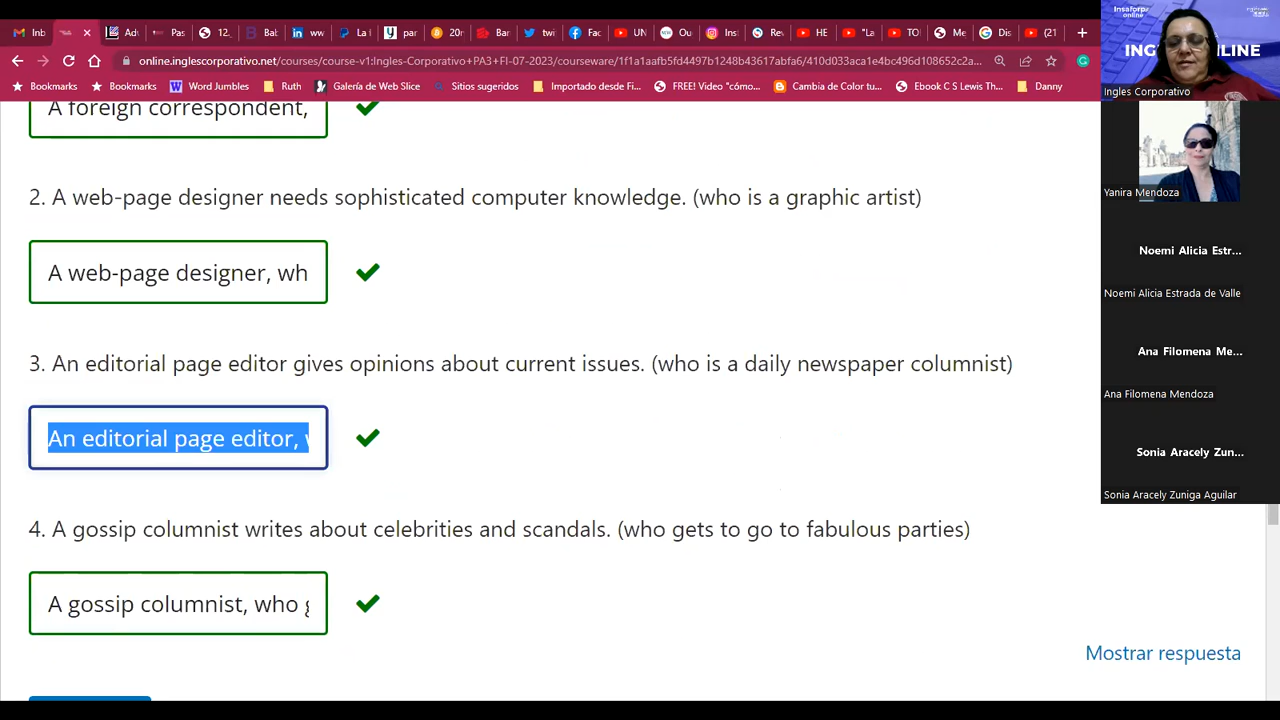 Inb
Adv
Pas
12.
Bal
ww
La I
par
20r
Bar
twi
Fac
UN
Ou
Insi
Rev
HE
"La
TO
Me
Dis
(21
online.inglescorporativo.net/courses/course-v1:Ingles-Corporativo+PA3+FI-07-2023/courseware/1f1a1aafb5fd4497b1248b43617abfa6/410d033aca1e4bc496d108652c2a...
Bookmarks
Bookmarks
Word Jumbles
Ruth
Galería de Web Slice
Sitios sugeridos
Importado desde Fi...
FREE! Video "cómo...
Cambia de Color tu...
Ebook C S Lewis Th...
Danny
A foreign correspondent,
2. A web-page designer needs sophisticated computer knowledge. (who is a graphic artist)
A web-page designer, wh
3. An editorial page editor gives opinions about current issues. (who is a daily newspaper columnist)
An editorial page editor,
4. A gossip columnist writes about celebrities and scandals. (who gets to go to fabulous parties)
A gossip columnist, who
Mostrar respuesta
Insaforp
online
Ingles Corporativo
Yanira Mendoza
Noemi Alicia Estr...
Noemi Alicia Estrada de Valle
Ana Filomena Me...
Ana Filomena Mendoza
Sonia Aracely Zun...
Sonia Aracely Zuniga Aguilar